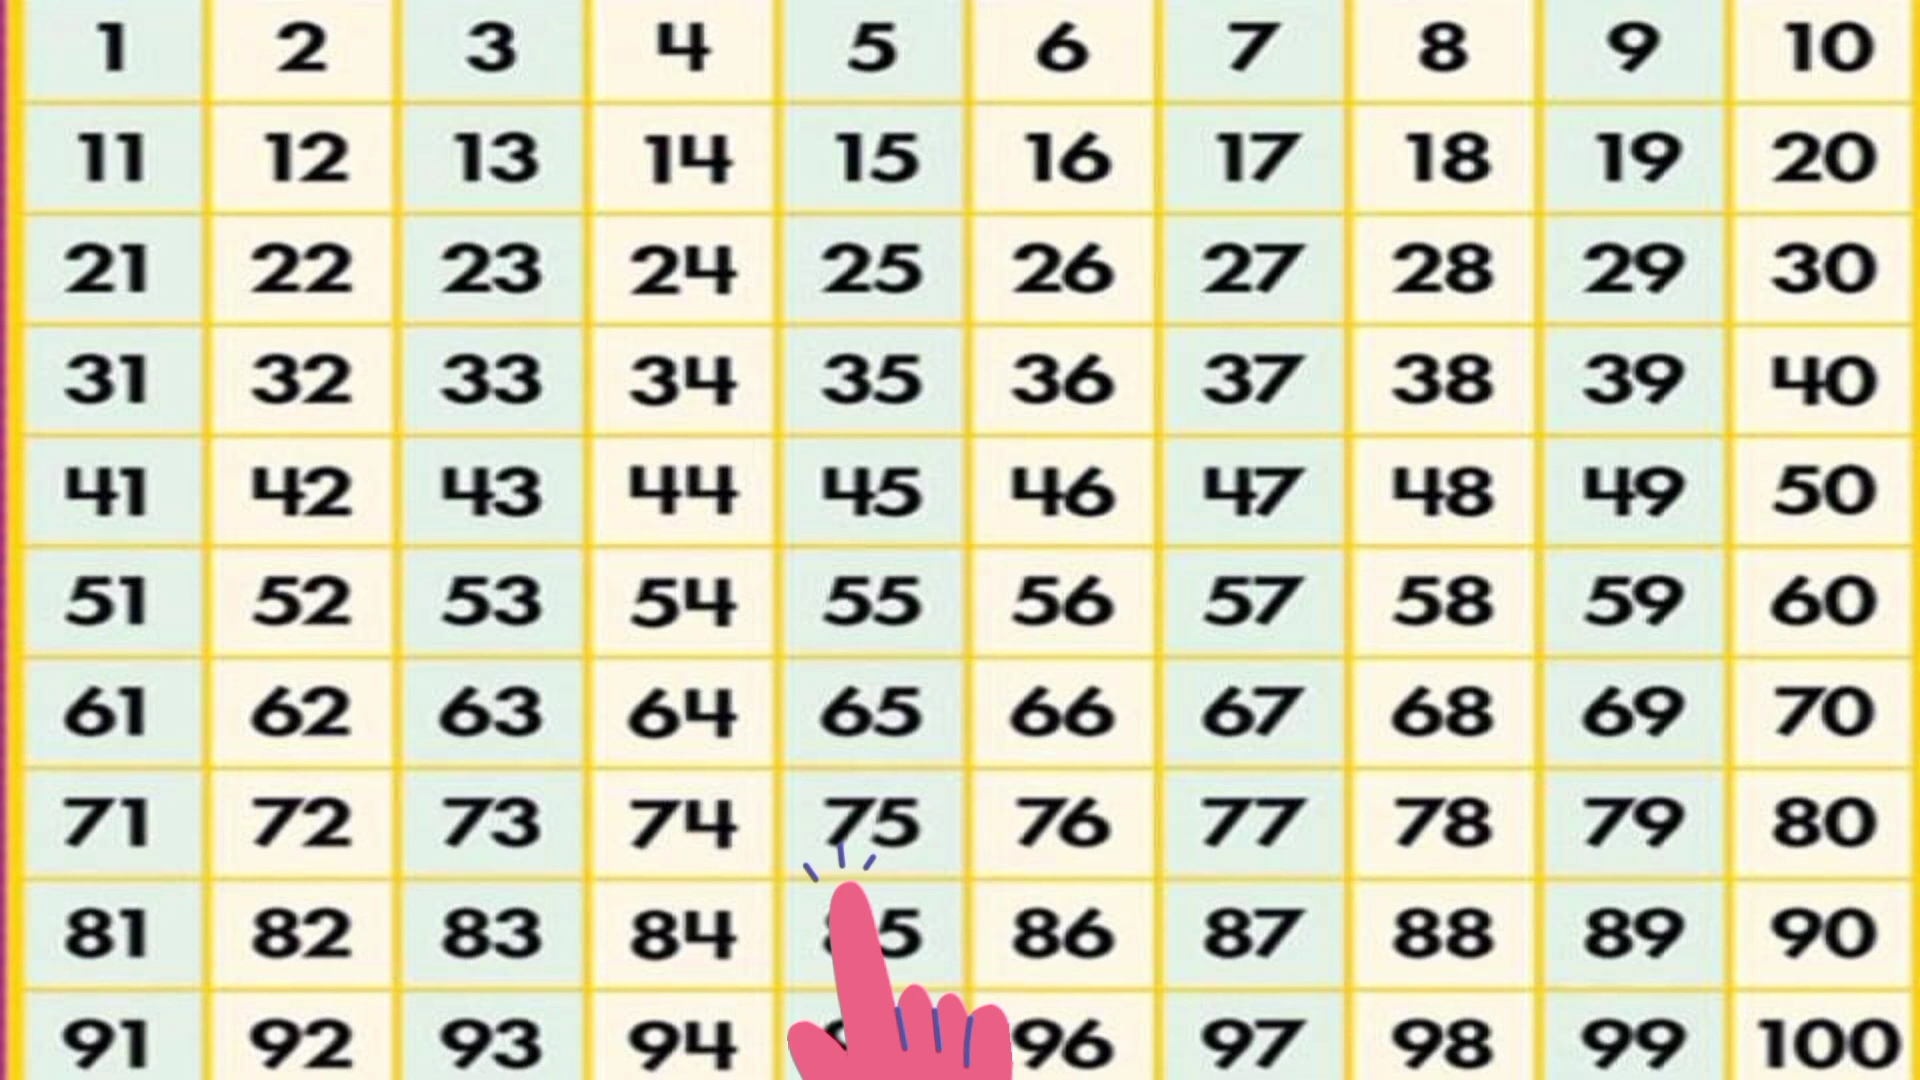 1 2 3 4 5 6 7 8 9 10
11 12 13 14 15 16 17 18 19 20
21 22 23 24 25 26 27 28 29 30
31 32 33 34 35 36 37 38 39 40
41 42 43 44 45 46 47 48 49 50
51 52 53 54 55 56 57 58 59 60
61 62 63 64 65 66 67 68 69 70
71 72 73 74 75 76 77 78 79 80
81 82 83 84 85 86 87 88 89 90
91 92 93 94 96 97 98 99 100